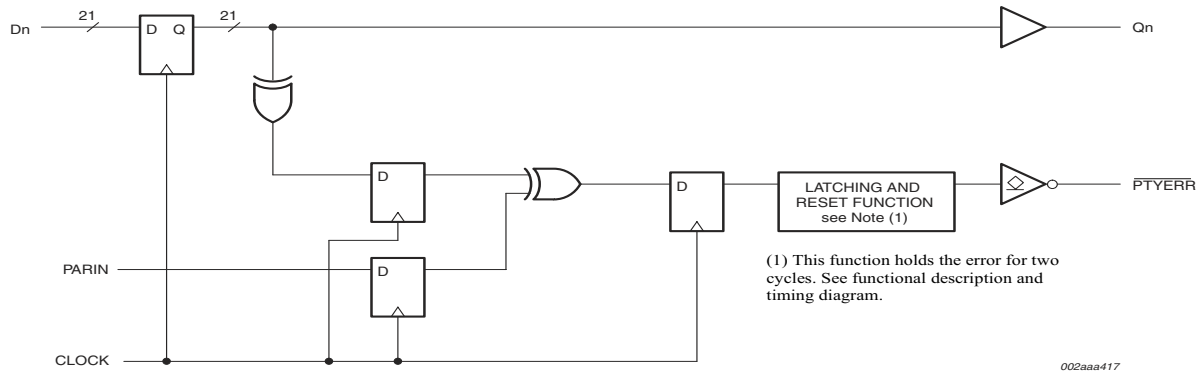 21
21
Dn
D Q
Qn
D
D
LATCHING AND
RESET FUNCTION
see Note (1)
PTYERR
PARIN
D
(1) This function holds the error for two
cycles. See functional description and
timing diagram.
CLOCK
002aaa417